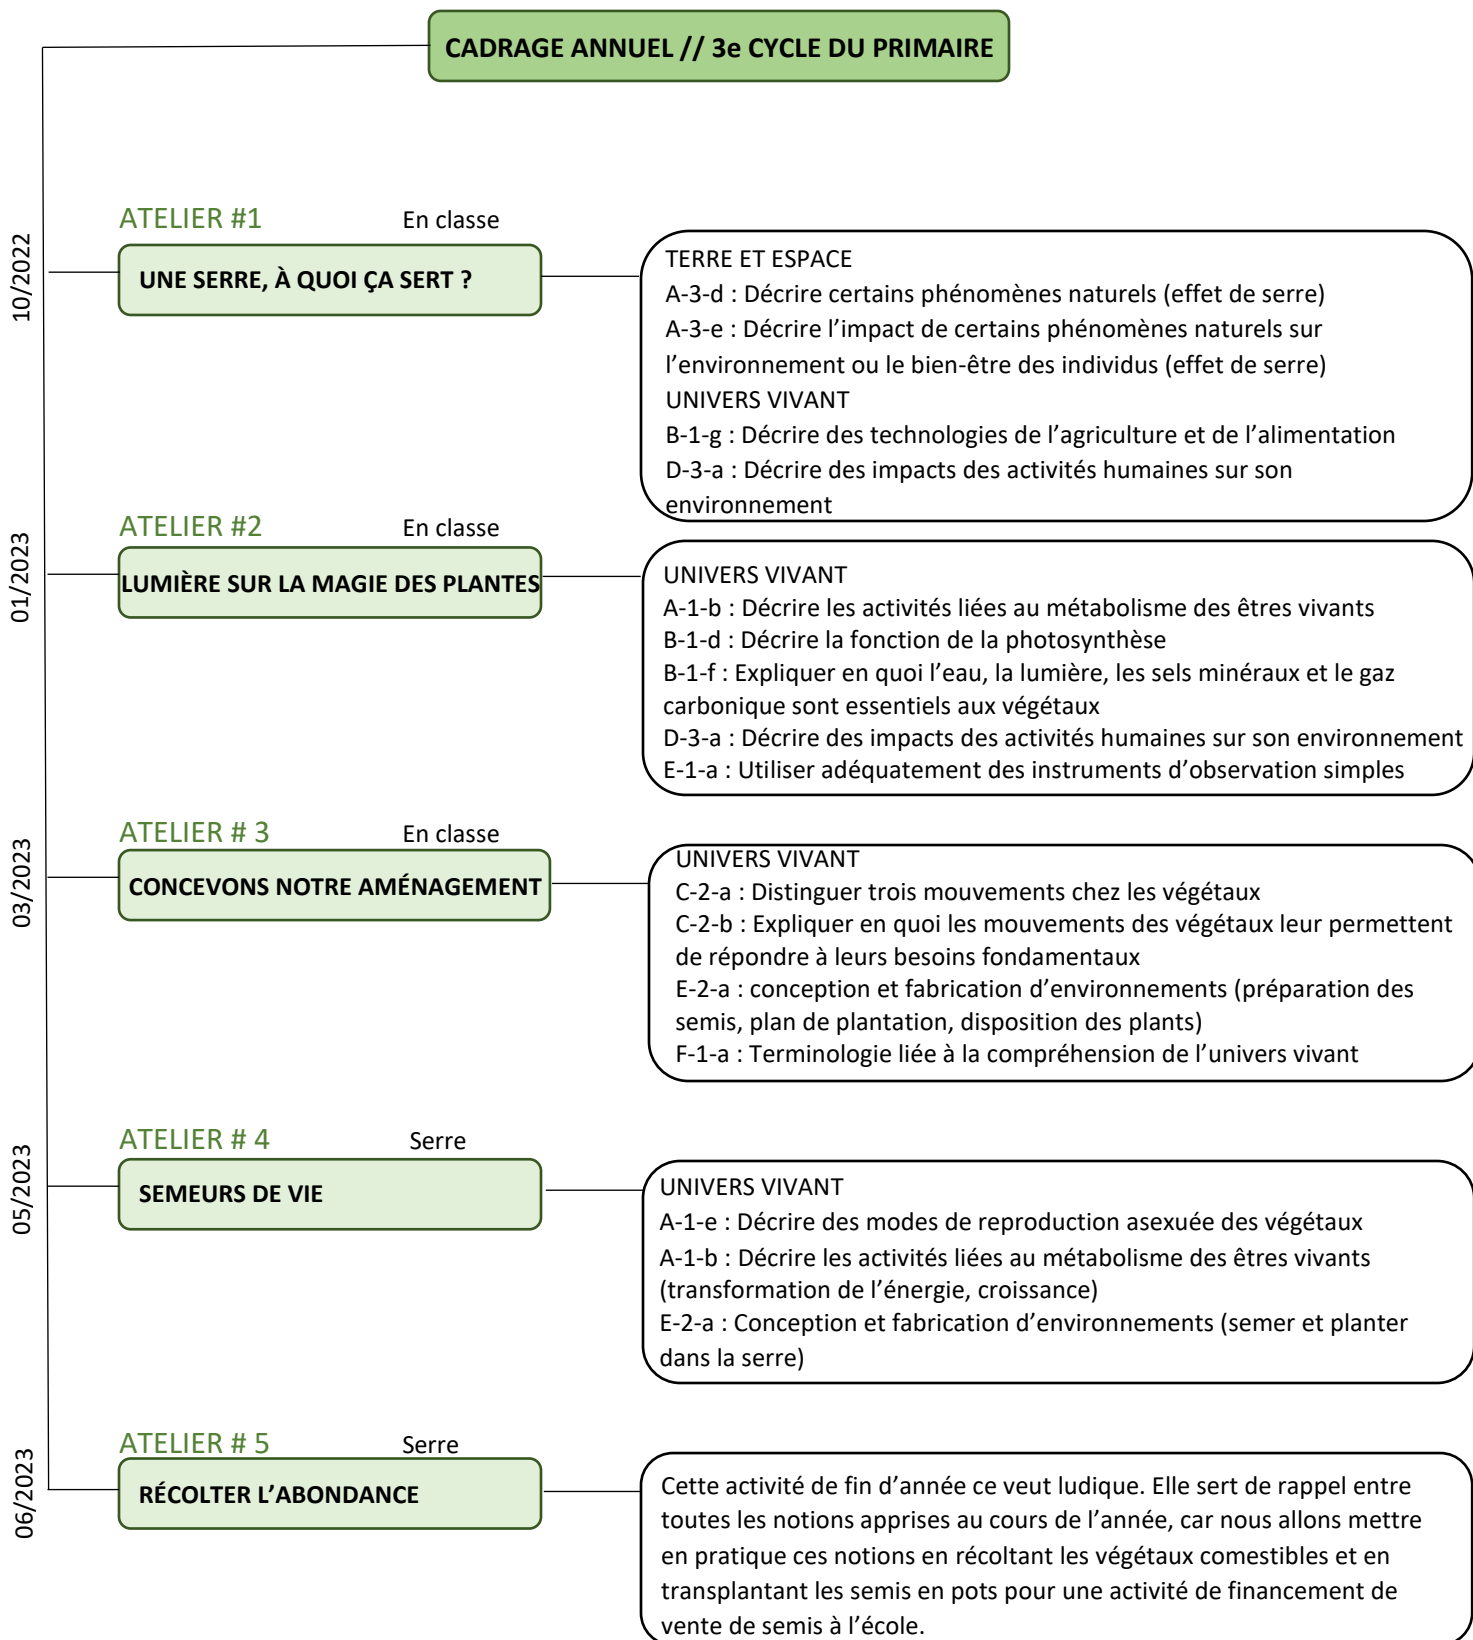 CADRAGE ANNUEL // 3e CYCLE DU PRIMAIRE
10/2022
ATELIER #1
En classe
UNE SERRE, À QUOI ÇA SERT ?
TERRE ET ESPACE
A-3-d : Décrire certains phénomènes naturels (effet de serre)
A-3-e : Décrire l’impact de certains phénomènes naturels sur
l’environnement ou le bien-être des individus (effet de serre)
UNIVERS VIVANT
B-1-g : Décrire des technologies de l’agriculture et de l’alimentation
D-3-a : Décrire des impacts des activités humaines sur son
environnement
01/2023
ATELIER #2
En classe
LUMIÈRE SUR LA MAGIE DES PLANTES
UNIVERS VIVANT
A-1-b : Décrire les activités liées au métabolisme des êtres vivants
B-1-d : Décrire la fonction de la photosynthèse
B-1-f : Expliquer en quoi l’eau, la lumière, les sels minéraux et le gaz
carbonique sont essentiels aux végétaux
D-3-a : Décrire des impacts des activités humaines sur son environnement
E-1-a : Utiliser adéquatement des instruments d’observation simples
03/2023
ATELIER # 3
En classe
CONCEVONS NOTRE AMÉNAGEMENT
UNIVERS VIVANT
C-2-a : Distinguer trois mouvements chez les végétaux
C-2-b : Expliquer en quoi les mouvements des végétaux leur permettent
de répondre à leurs besoins fondamentaux
E-2-a : conception et fabrication d’environnements (préparation des
semis, plan de plantation, disposition des plants)
F-1-a : Terminologie liée à la compréhension de l’univers vivant
05/2023
ATELIER # 4
Serre
SEMEURS DE VIE
UNIVERS VIVANT
A-1-e : Décrire des modes de reproduction asexuée des végétaux
A-1-b : Décrire les activités liées au métabolisme des êtres vivants
(transformation de l’énergie, croissance)
E-2-a : Conception et fabrication d’environnements (semer et planter
dans la serre)
06/2023
ATELIER # 5
Serre
RÉCOLTER L’ABONDANCE
Cette activité de fin d’année ce veut ludique. Elle sert de rappel entre
toutes les notions apprises au cours de l’année, car nous allons mettre
en pratique ces notions en récoltant les végétaux comestibles et en
transplantant les semis en pots pour une activité de financement de
vente de semis à l’école.